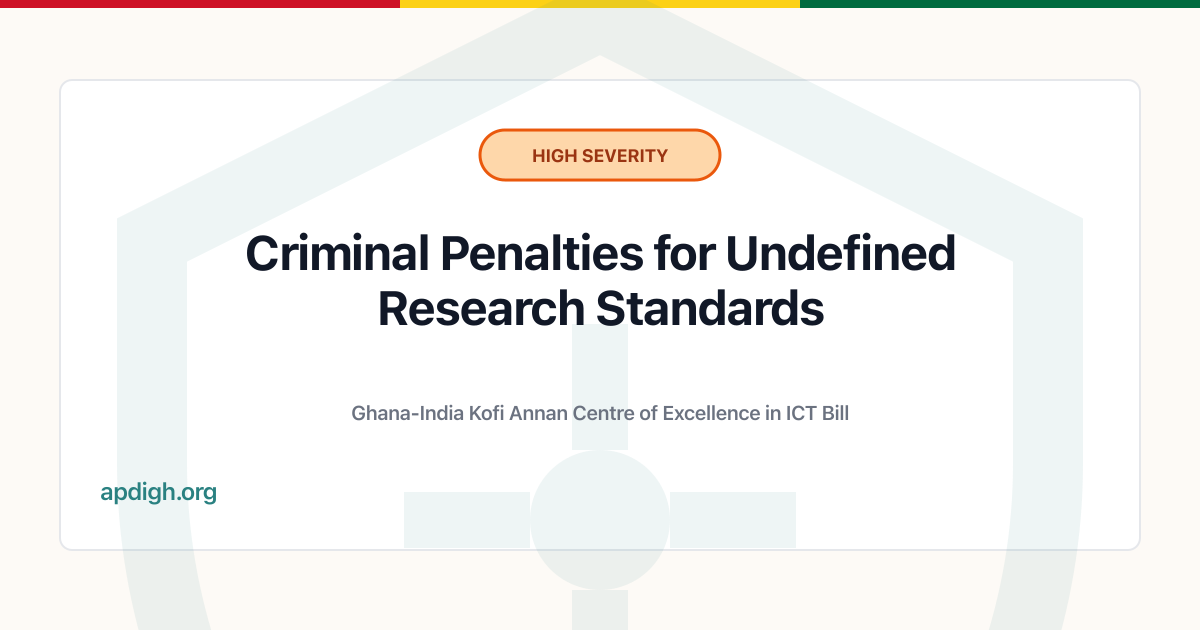 HIGH SEVERITY
Criminal Penalties for Undefined
Research Standards
Ghana-India Kofi Annan Centre of Excellence in ICT Bill
apdigh.org